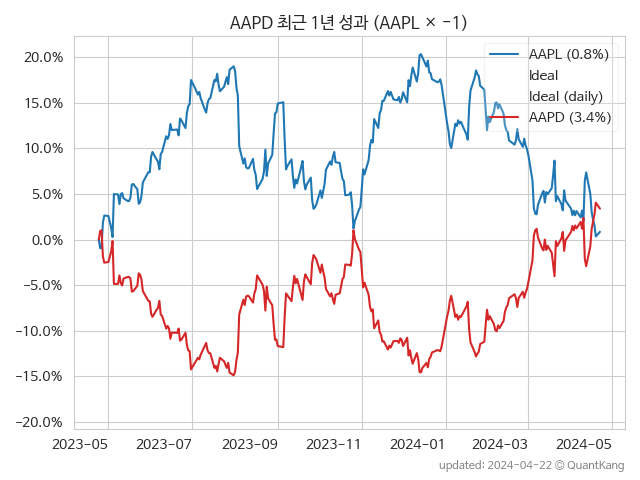 AAPD 최근 1년 성과 (AAPL × −1)
AAPL (0.8%)
Ideal
Ideal (daily)
AAPD (3.4%)
20.0%
15.0%
10.0%
5.0%
0.0%
−5.0%
−10.0%
−15.0%
−20.0%
2023-05 2023-07 2023-09 2023-11 2024-01 2024-03 2024-05
updated: 2024-04-22 © QuantKang